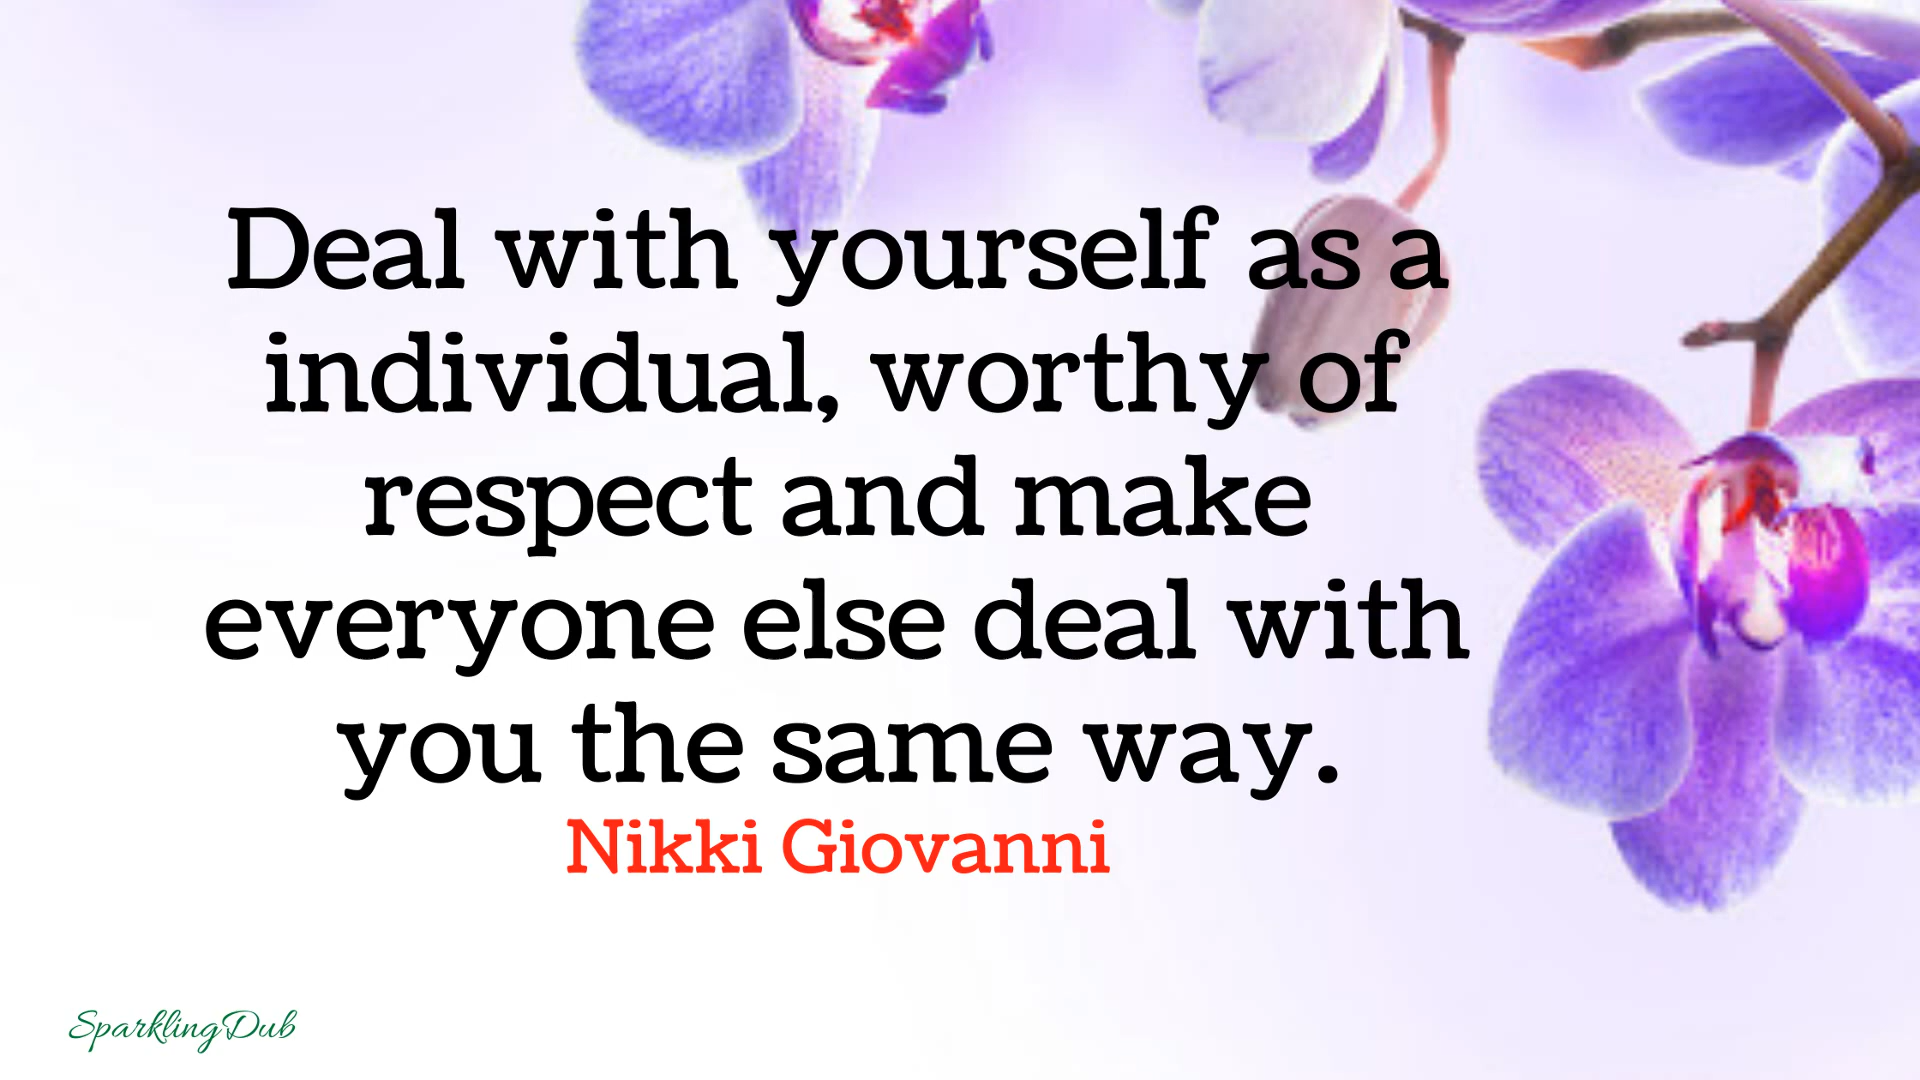 Deal with yourself as a
individual, worthy of
respect and make
everyone else deal with
you the same way.
Nikki Giovanni
SparklingDub